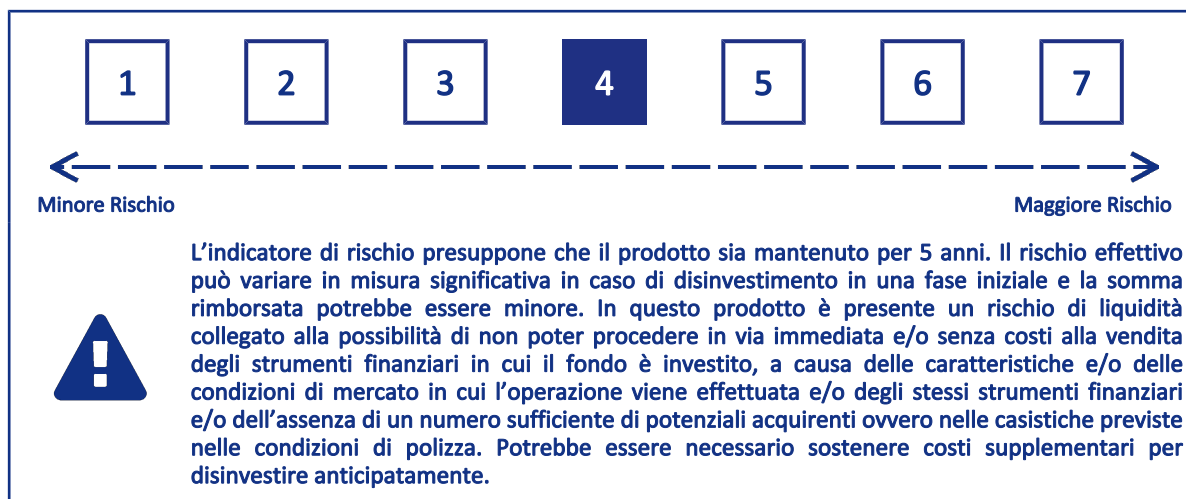 1 2 3 4 5 6 7
Minore Rischio Maggiore Rischio
L'indicatore di rischio presuppone che il prodotto sia mantenuto per 5 anni. Il rischio effettivo
può variare in misura significativa in caso di disinvestimento in una fase iniziale e la somma
rimborsata potrebbe essere minore. In questo prodotto è presente un rischio di liquidità
collegato alla possibilità di non poter procedere in via immediata e/o senza costi alla vendita
degli strumenti finanziari in cui il fondo è investito, a causa delle caratteristiche e/o delle
condizioni di mercato in cui l'operazione viene effettuata e/o degli stessi strumenti finanziari
e/o dell'assenza di un numero sufficiente di potenziali acquirenti ovvero nelle casistiche previste
nelle condizioni di polizza. Potrebbe essere necessario sostenere costi supplementari per
disinvestire anticipatamente.